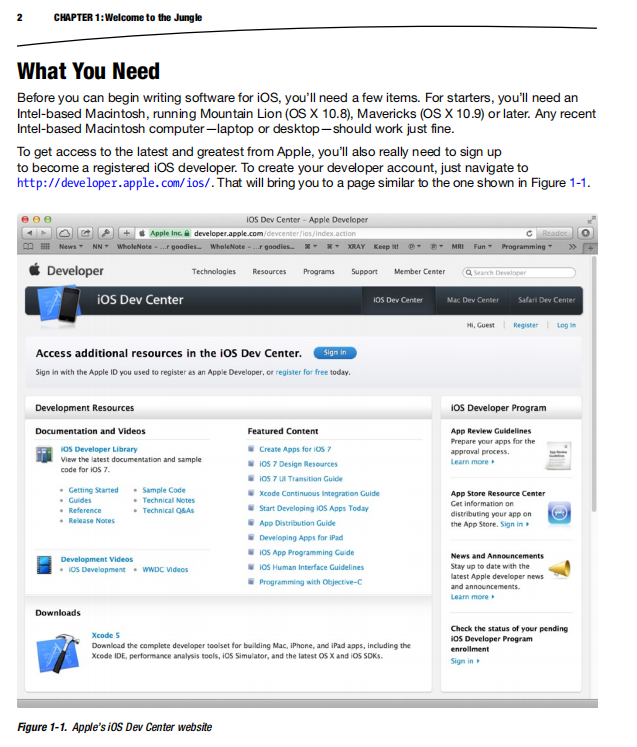 2 CHAPTER 1: Welcome to the Jungle
What You Need
Before you can begin writing software for iOS, you'll need a few items. For starters, you'll need an
Intel-based Macintosh, running Mountain Lion (OS X 10.8), Mavericks (OS X 10.9) or later. Any recent
Intel-based Macintosh computer—laptop or desktop—should work just fine.
To get access to the latest and greatest from Apple, you'll also really need to sign up
to become a registered iOS developer. To create your developer account, just navigate to
http://developer.apple.com/ios/. That will bring you to a page similar to the one shown in Figure 1-1.
iOS Dev Center - Apple Developer
Apple Inc. developer.apple.com/devcenter/ios/index.action Reader
News NN WholeNote - ...r goodies... WholeNote - ...r goodies... XRAY Keep It! MRI Fun Programming
Developer Technologies Resources Programs Support Member Center Search Developer
iOS Dev Center iOS Dev Center Mac Dev Center Safari Dev Center
Hi, Guest Register Log in
Access additional resources in the iOS Dev Center. Sign in
Sign in with the Apple ID you used to register as an Apple Developer, or register for free today.
Development Resources
Documentation and Videos
iOS Developer Library
View the latest documentation and sample
code for iOS 7.
Getting Started Sample Code
Guides Technical Notes
Reference Technical Q&As
Release Notes
Development Videos
iOS Development WWDC Videos
Featured Content
Create Apps for iOS 7
iOS 7 Design Resources
iOS 7 UI Transition Guide
Xcode Continuous Integration Guide
Start Developing iOS Apps Today
App Distribution Guide
Developing Apps for iPad
iOS App Programming Guide
iOS Human Interface Guidelines
Programming with Objective-C
Downloads
Xcode 5
Download the complete developer toolset for building Mac, iPhone, and iPad apps, including the
Xcode IDE, performance analysis tools, iOS Simulator, and the latest OS X and iOS SDKs.
iOS Developer Program
App Review Guidelines
Prepare your apps for the
approval process.
Learn more
App Store Resource Center
Get information on
distributing your app on
the App Store. Sign in
News and Announcements
Stay up to date with the
latest Apple developer news
and announcements.
Learn more
Check the status of your pending
iOS Developer Program
enrollment
Sign in
Figure 1-1. Apple's iOS Dev Center website